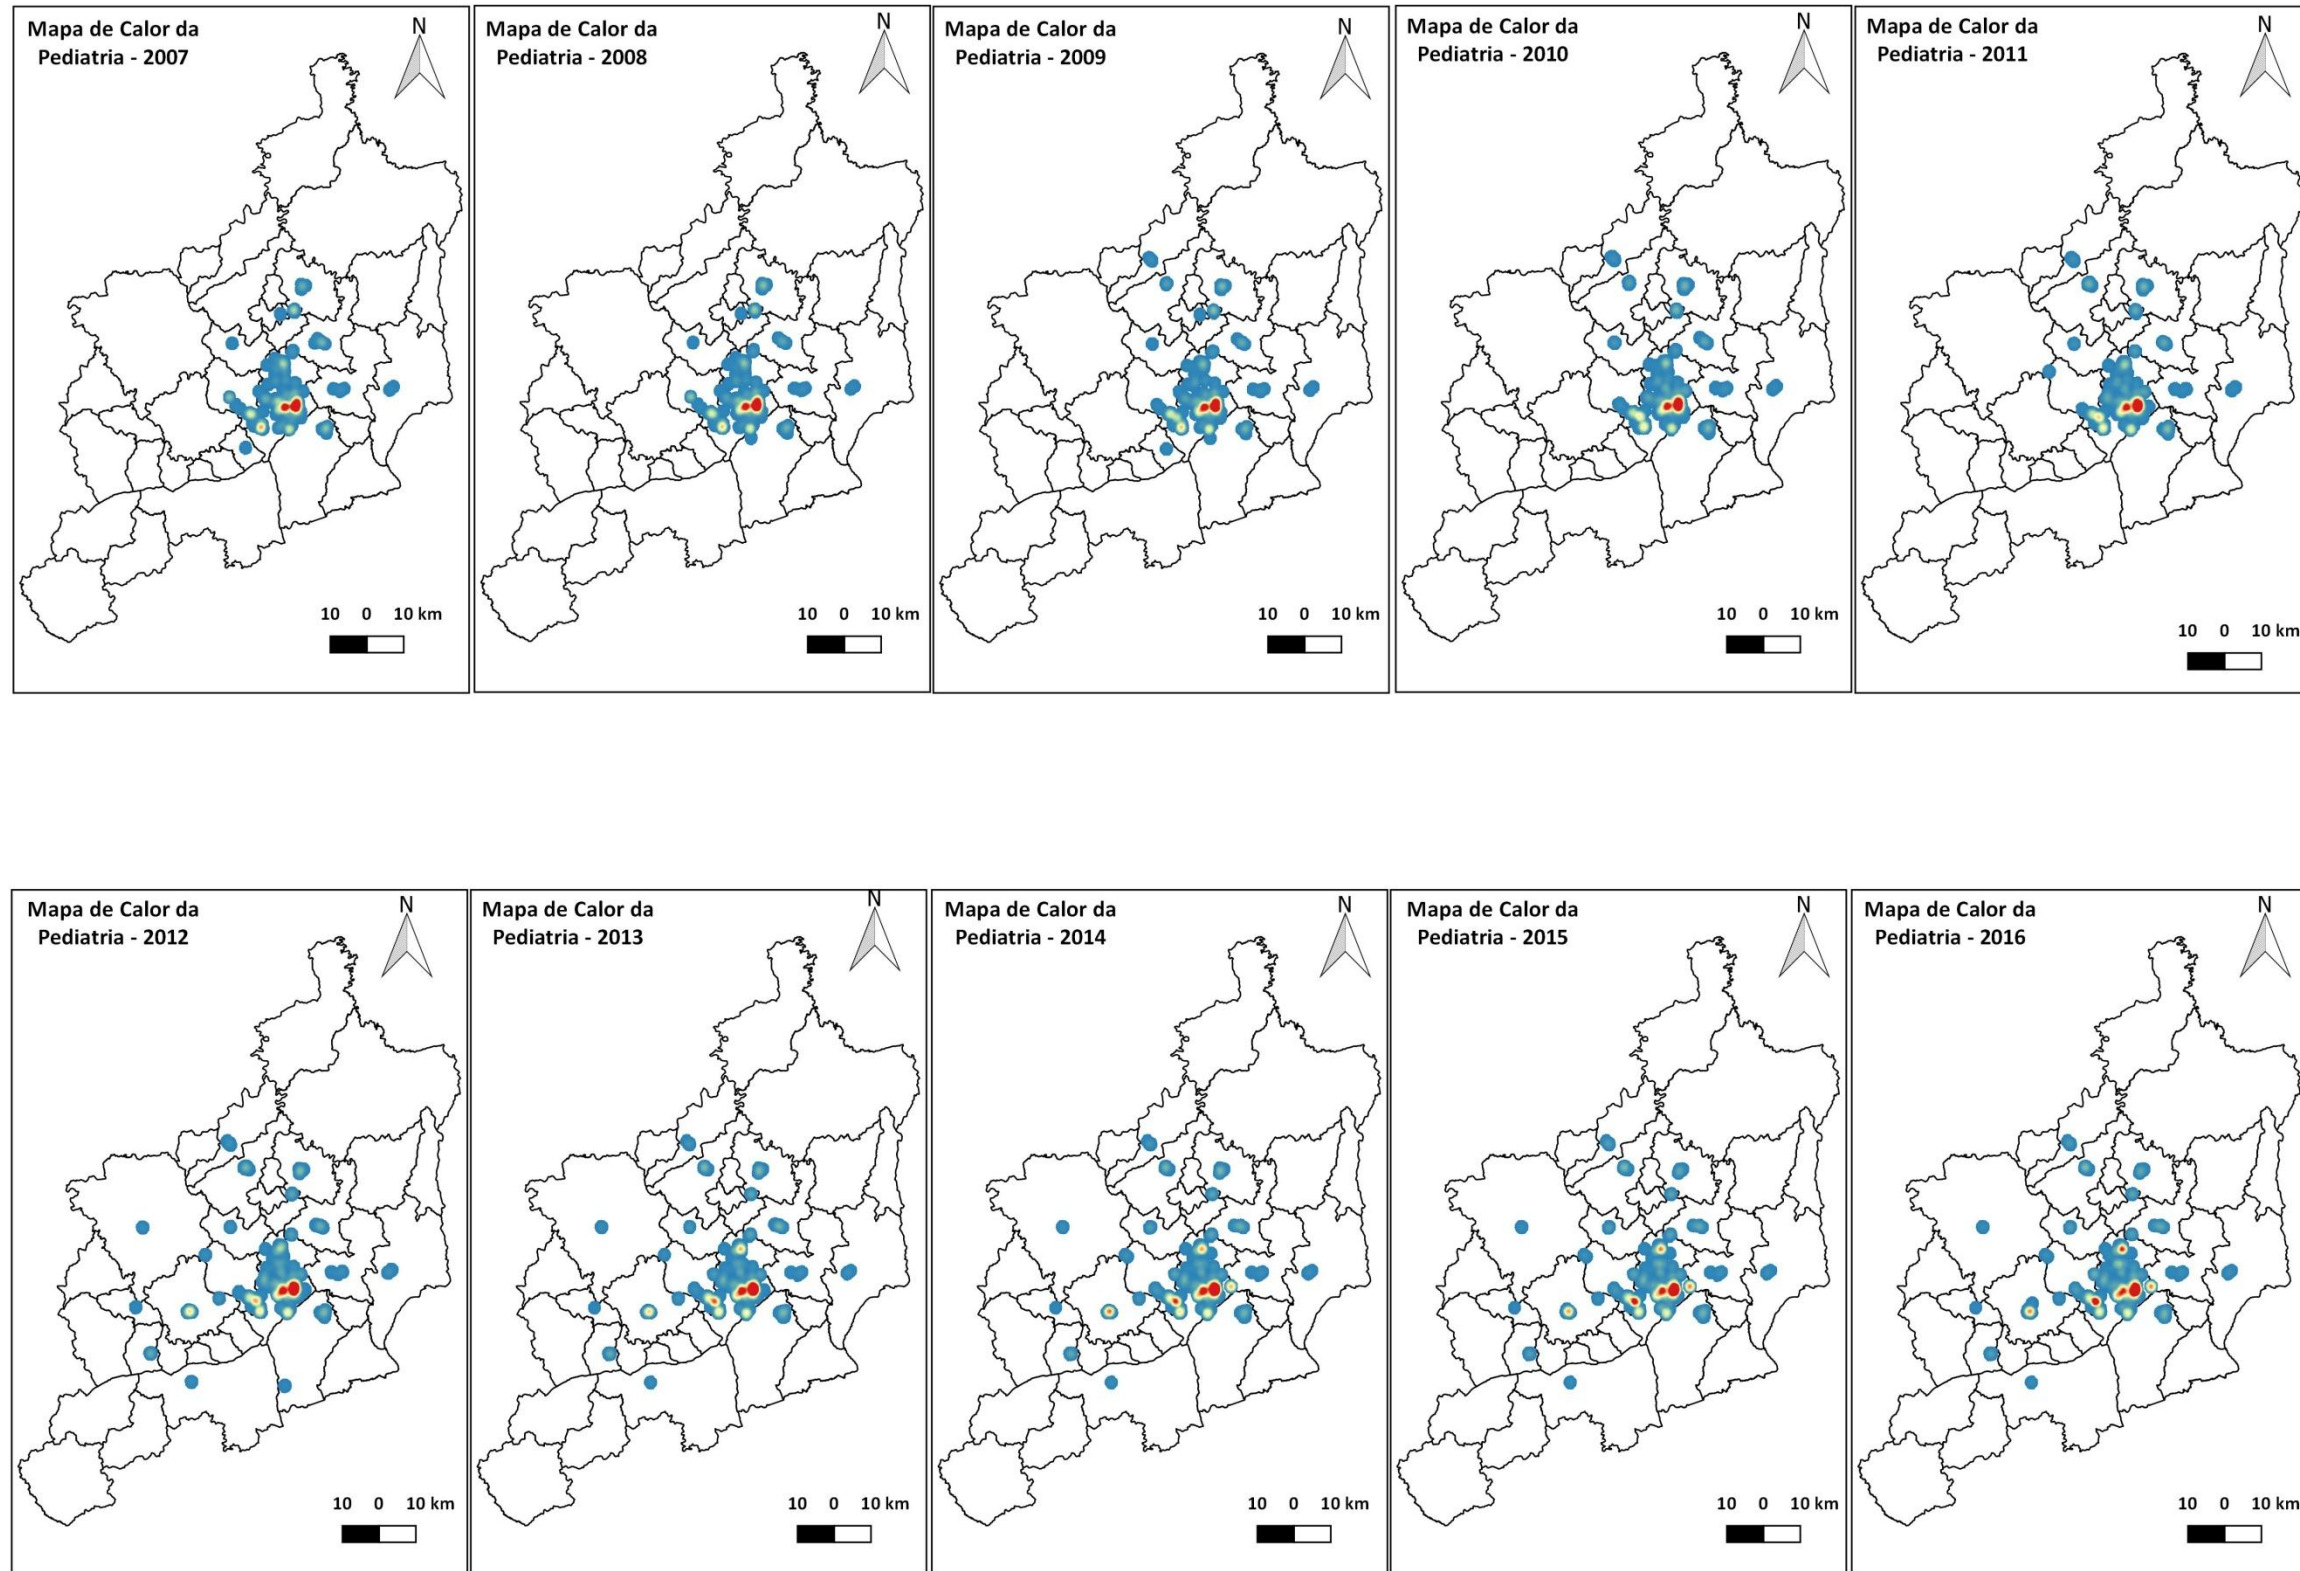 Mapa de Calor da
Pediatria - 2007
N
10 0 10 km
Mapa de Calor da
Pediatria - 2008
N
10 0 10 km
Mapa de Calor da
Pediatria - 2009
N
10 0 10 km
Mapa de Calor da
Pediatria - 2010
N
10 0 10 km
Mapa de Calor da
Pediatria - 2011
N
10 0 10 km
Mapa de Calor da
Pediatria - 2012
N
10 0 10 km
Mapa de Calor da
Pediatria - 2013
N
10 0 10 km
Mapa de Calor da
Pediatria - 2014
N
10 0 10 km
Mapa de Calor da
Pediatria - 2015
N
10 0 10 km
Mapa de Calor da
Pediatria - 2016
N
10 0 10 km